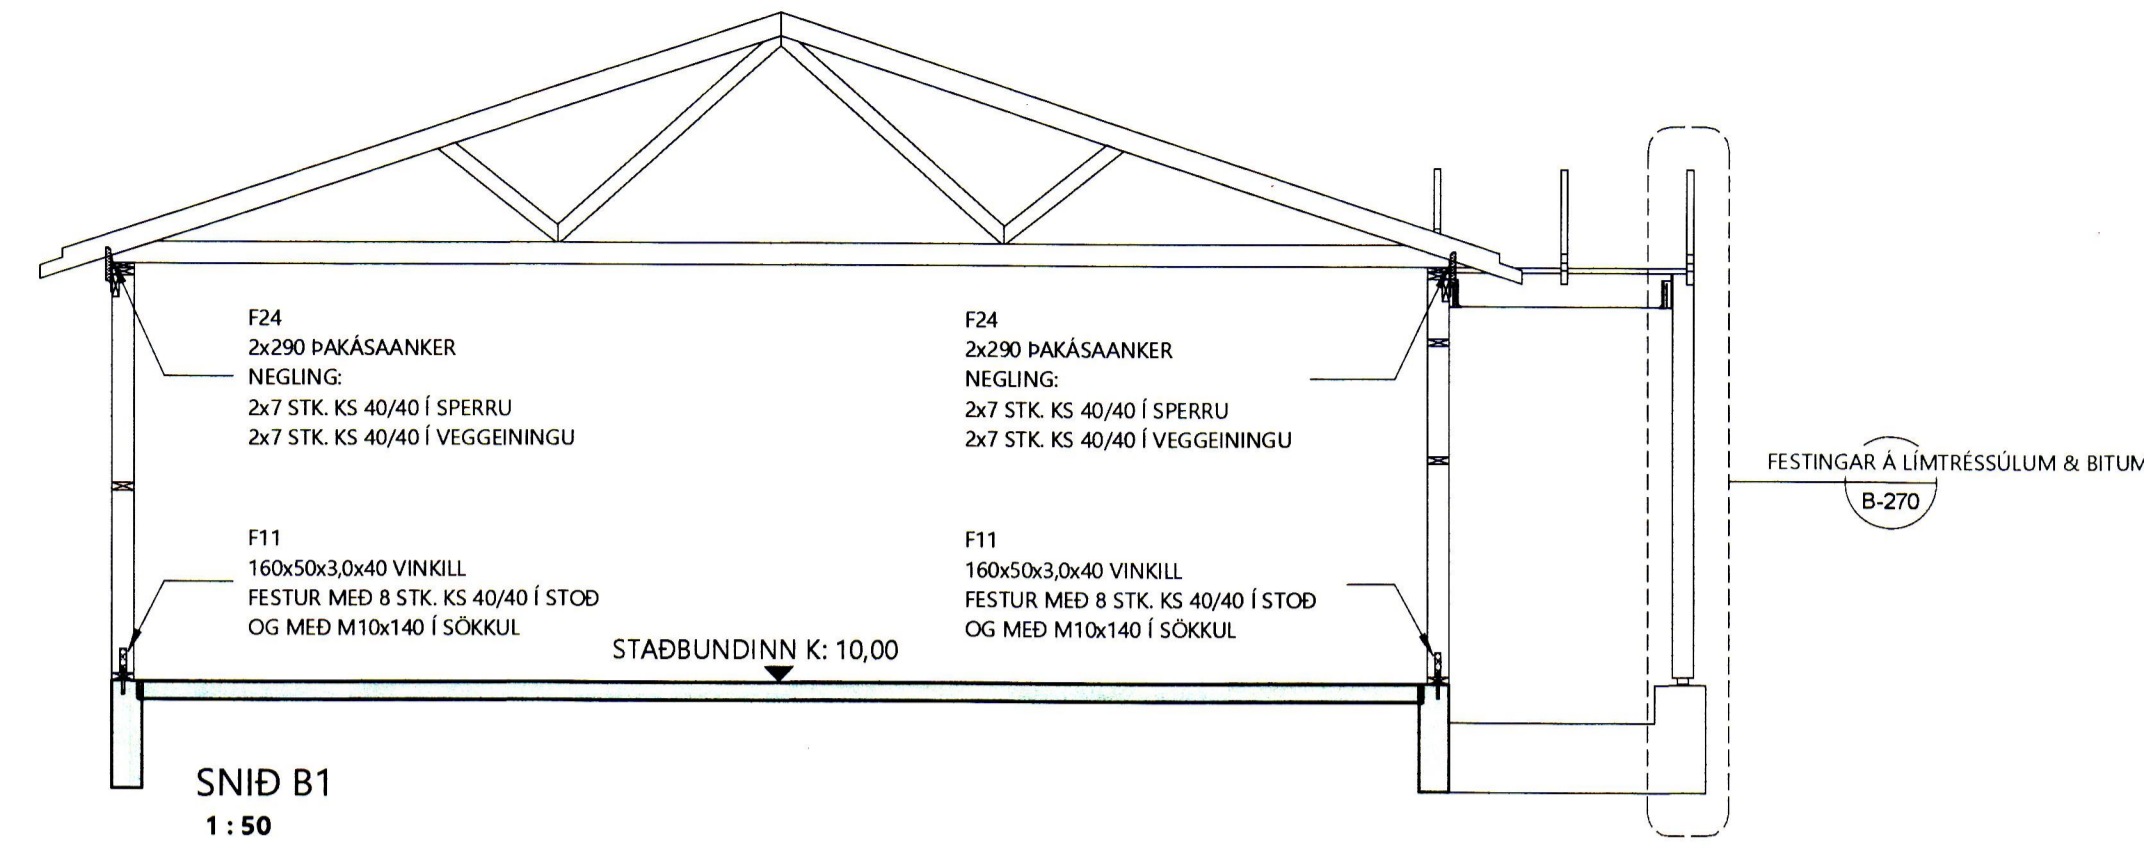 F24
2x290 ÞAKÁSAANKER
NEGLING:
2x7 STK. KS 40/40 Í SPERRU
2x7 STK. KS 40/40 Í VEGGEININGU
F24
2x290 ÞAKÁSAANKER
NEGLING:
2x7 STK. KS 40/40 Í SPERRU
2x7 STK. KS 40/40 Í VEGGEININGU
FESTINGAR Á LÍMTRÉSSÚLUM & BITUM
B-270
F11
160x50x3,0x40 VINKILL
FESTUR MEÐ 8 STK. KS 40/40 Í STOÐ
OG MEÐ M10x140 Í SÖKKUL
F11
160x50x3,0x40 VINKILL
FESTUR MEÐ 8 STK. KS 40/40 Í STOÐ
OG MEÐ M10x140 Í SÖKKUL
STAÐBUNDINN K: 10,00
SNIÐ B1
1 : 50